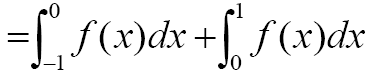 =∫_{-1}^{0} f(x)dx + ∫_{0}^{1} f(x)dx